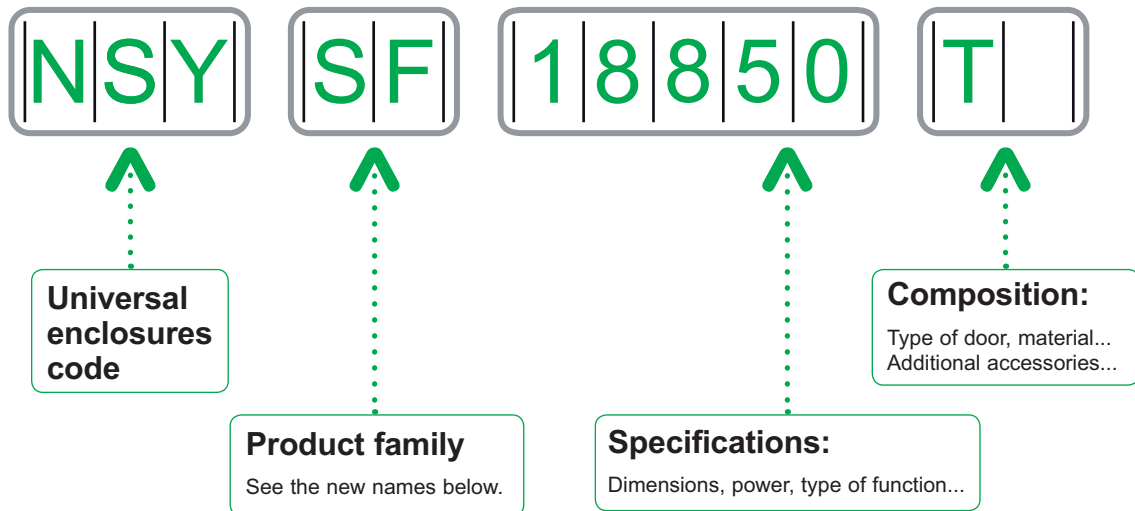 NSY SF 18850 T
Universal
enclosures
code
Composition:
Type of door, material...
Additional accessories...
Product family
See the new names below.
Specifications:
Dimensions, power, type of function...